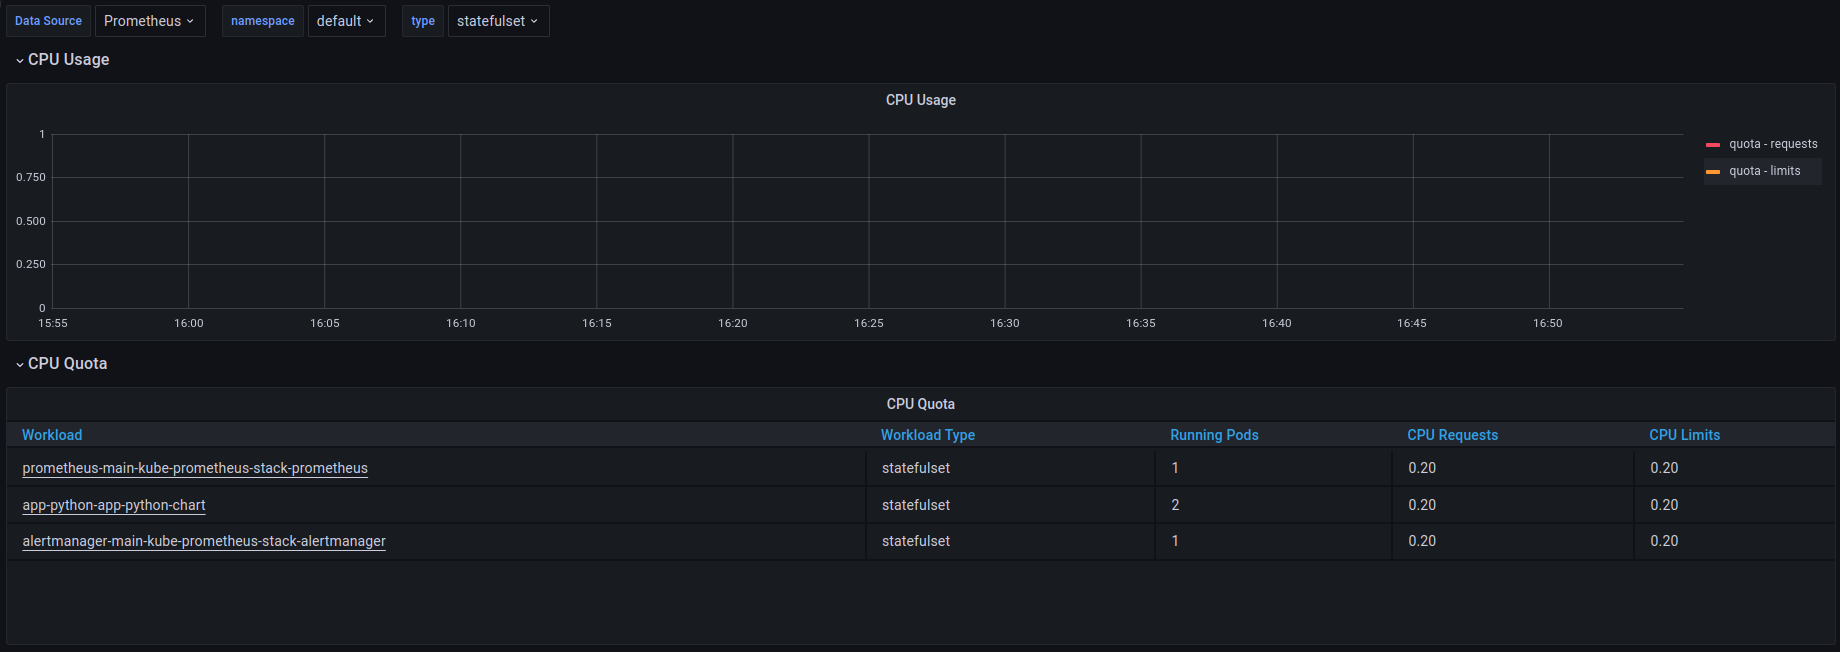 Data Source Prometheus namespace default type statefulset
CPU Usage
CPU Usage
1
0.750
0.500
0.250
0
15:55 16:00 16:05 16:10 16:15 16:20 16:25 16:30 16:35 16:40 16:45 16:50
quota - requests
quota - limits
CPU Quota
CPU Quota
Workload Workload Type Running Pods CPU Requests CPU Limits
prometheus-main-kube-prometheus-stack-prometheus statefulset 1 0.20 0.20
app-python-app-python-chart statefulset 2 0.20 0.20
alertmanager-main-kube-prometheus-stack-alertmanager statefulset 1 0.20 0.20